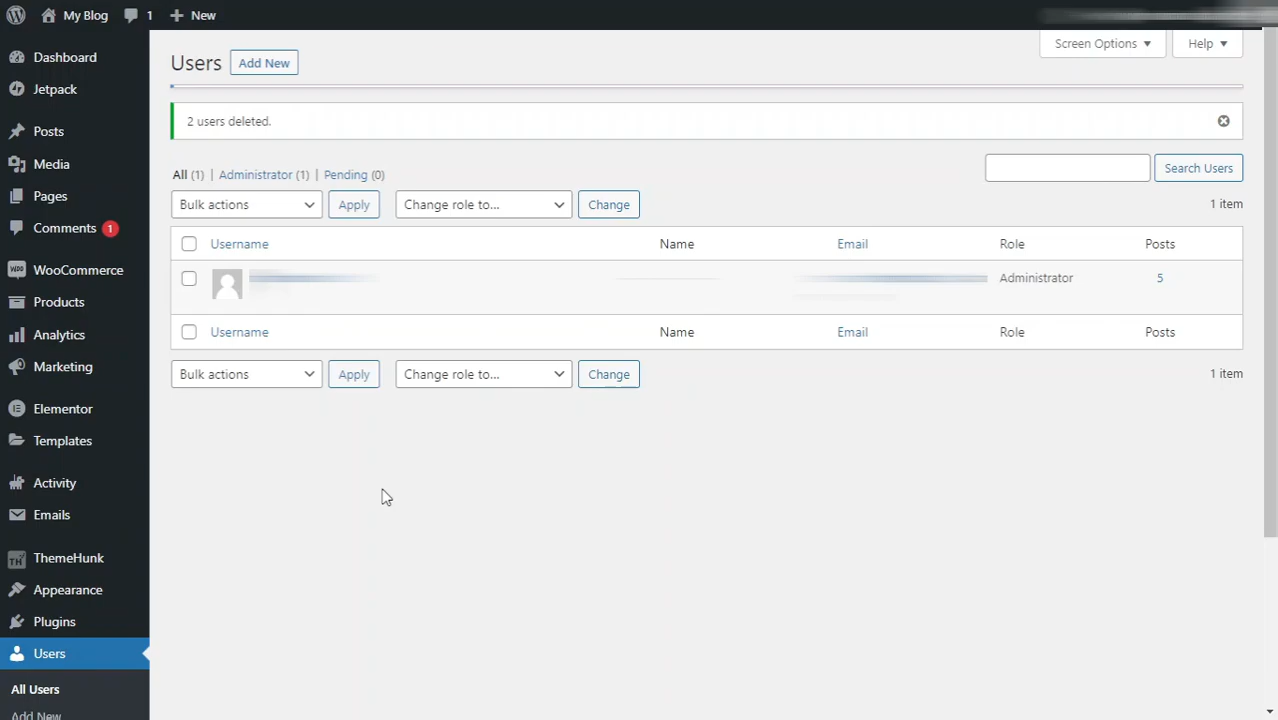 My Blog 1 New
Dashboard
Jetpack
Posts
Media
Pages
Comments 1
WooCommerce
Products
Analytics
Marketing
Elementor
Templates
Activity
Emails
ThemeHunk
Appearance
Plugins
Users
All Users
Add New
Screen Options Help
Users Add New
2 users deleted.
All (1) | Administrator (1) | Pending (0)
Search Users
Bulk actions Apply Change role to... Change 1 item
Username Name Email Role Posts
Administrator 5
Username Name Email Role Posts
Bulk actions Apply Change role to... Change 1 item